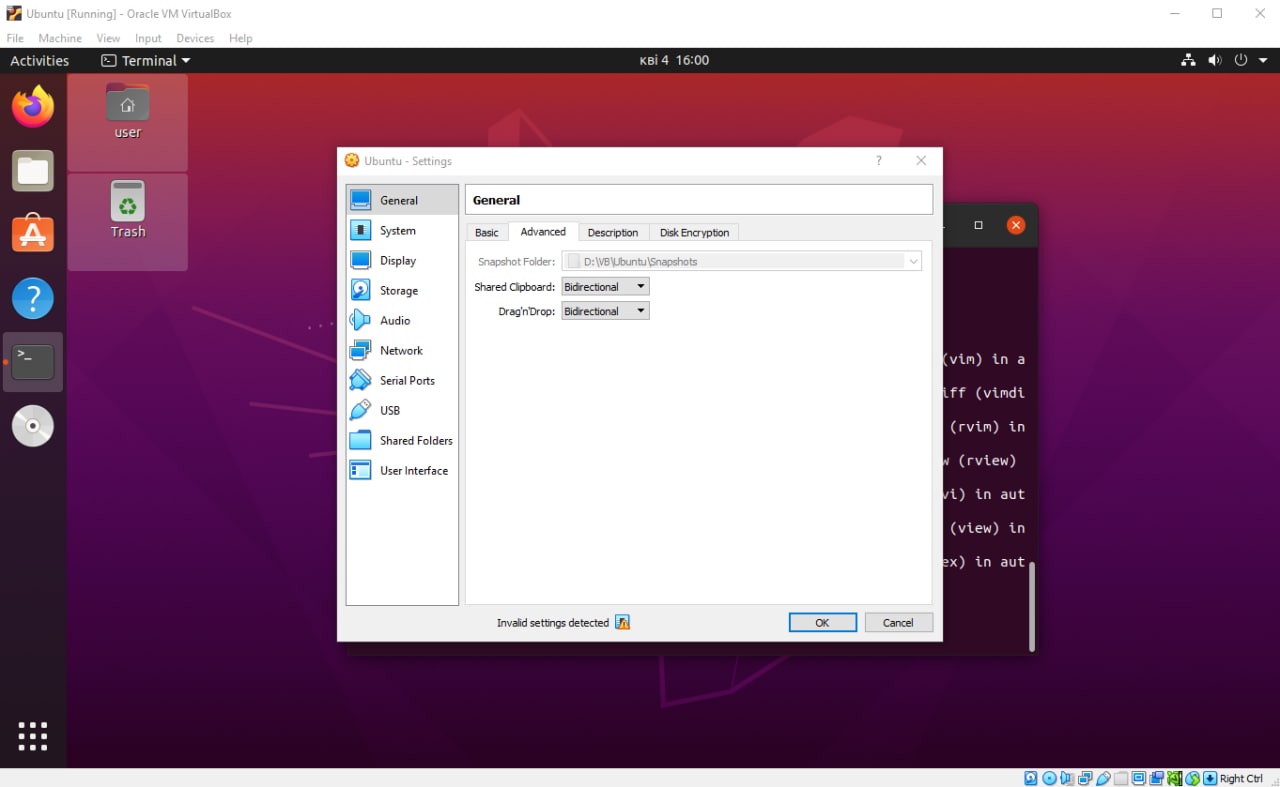 Ubuntu [Running] - Oracle VM VirtualBox
File Machine View Input Devices Help
Activities Terminal кві 4 16:00
user
Trash
>_
Ubuntu - Settings ?
General
System
Display
Storage
Audio
Network
Serial Ports
USB
Shared Folders
User Interface
General
Basic Advanced Description Disk Encryption
Snapshot Folder: D:\VB\Ubuntu\Snapshots
Shared Clipboard: Bidirectional
Drag'n'Drop: Bidirectional
Invalid settings detected OK Cancel
(vim) in a
iff (vimdi
(rvim) in
w (rview)
vi) in aut
(view) in
ex) in aut
Right Ctrl